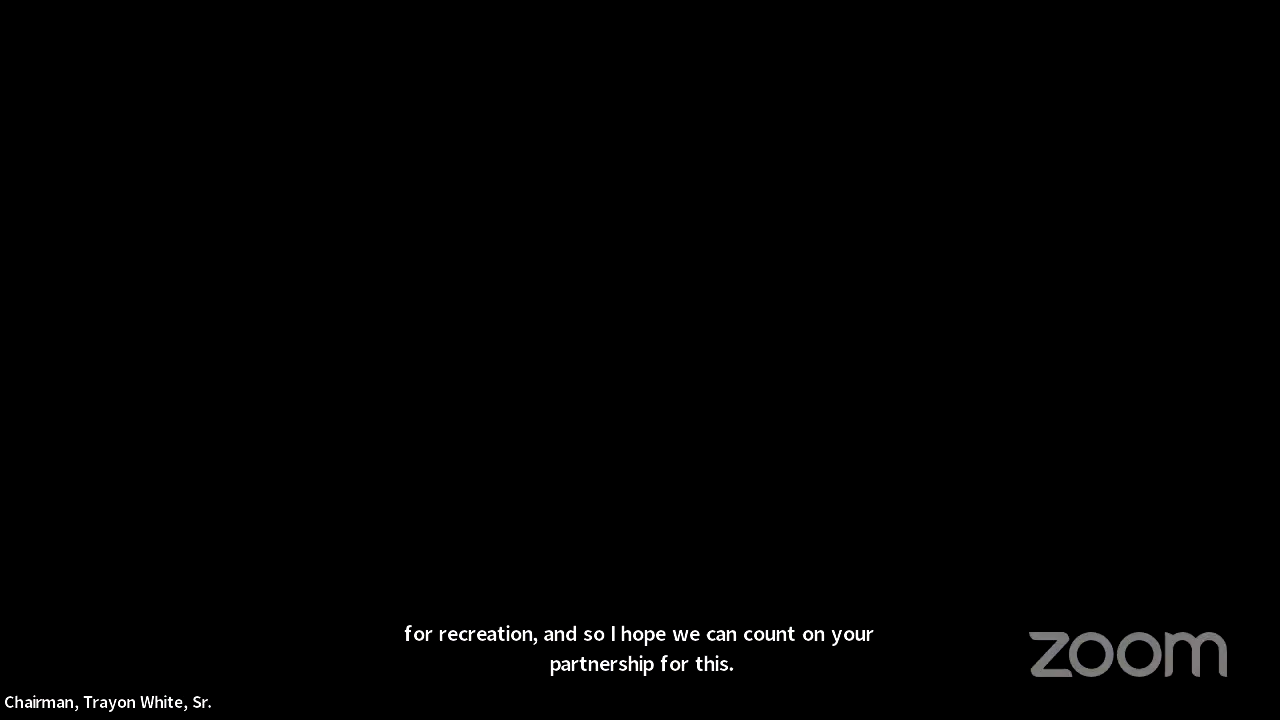 for recreation, and so I hope we can count on your
partnership for this.
zoom
Chairman, Trayon White, Sr.